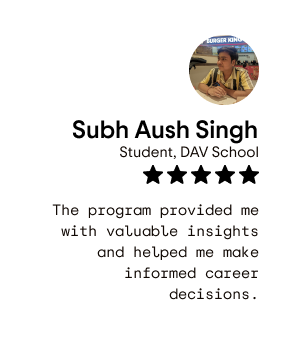 BURGER KING
Subh Aush Singh
Student, DAV School
The program provided me
with valuable insights
and helped me make
informed career
decisions.